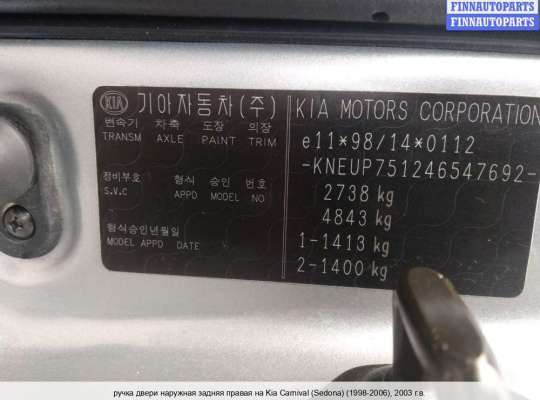 FINNAUTOPARTS
FINNAUTOPARTS
KIA 기아자동차(주)
변속기 차축 도장 의장
TRANSM AXLE PAINT TRIM
정비부호 형식 승인 번호
S.V.C APPD MODEL NO
형식승인년월일
MODEL APPD DATE
KIA MOTORS CORPORATION
e11*98/14*0112
-KNEUP751246547692-
2738 kg
4843 kg
1-1413 kg
2-1400 kg
ручка двери наружная задняя правая на Kia Carnival (Sedona) (1998-2006), 2003 г.в.